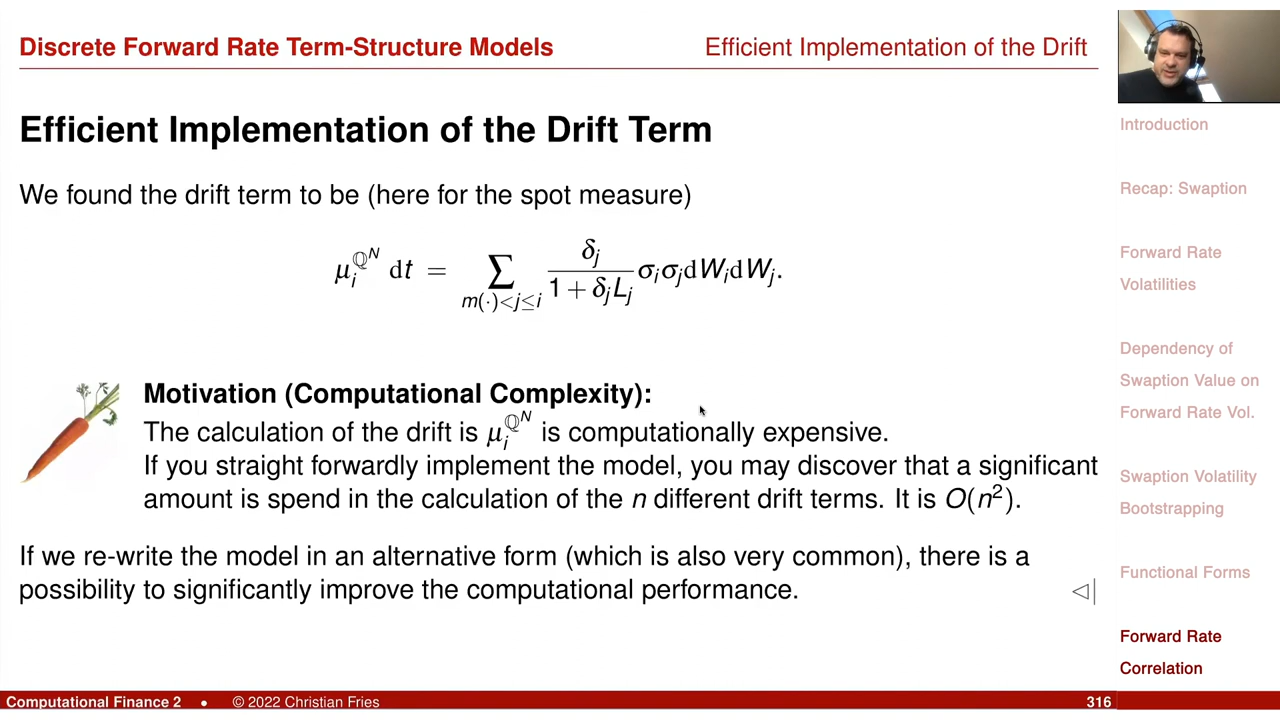 Discrete Forward Rate Term-Structure Models
Efficient Implementation of the Drift
Efficient Implementation of the Drift Term
We found the drift term to be (here for the spot measure)
μ_i^{ℚ^N} dt = ∑_{m(·)<j≤i} δ_j / (1 + δ_j L_j) σ_i σ_j dW_i dW_j.
Motivation (Computational Complexity):
The calculation of the drift is μ_i^{ℚ^N} is computationally expensive.
If you straight forwardly implement the model, you may discover that a significant
amount is spend in the calculation of the n different drift terms. It is O(n²).
If we re-write the model in an alternative form (which is also very common), there is a
possibility to significantly improve the computational performance.
Introduction
Recap: Swaption
Forward Rate
Volatilities
Dependency of
Swaption Value on
Forward Rate Vol.
Swaption Volatility
Bootstrapping
Functional Forms
Forward Rate
Correlation
Computational Finance 2 • © 2022 Christian Fries
316